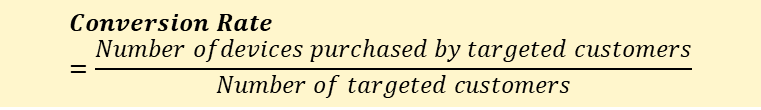 Conversion Rate
Number of devices purchased by targeted customers
=
Number of targeted customers